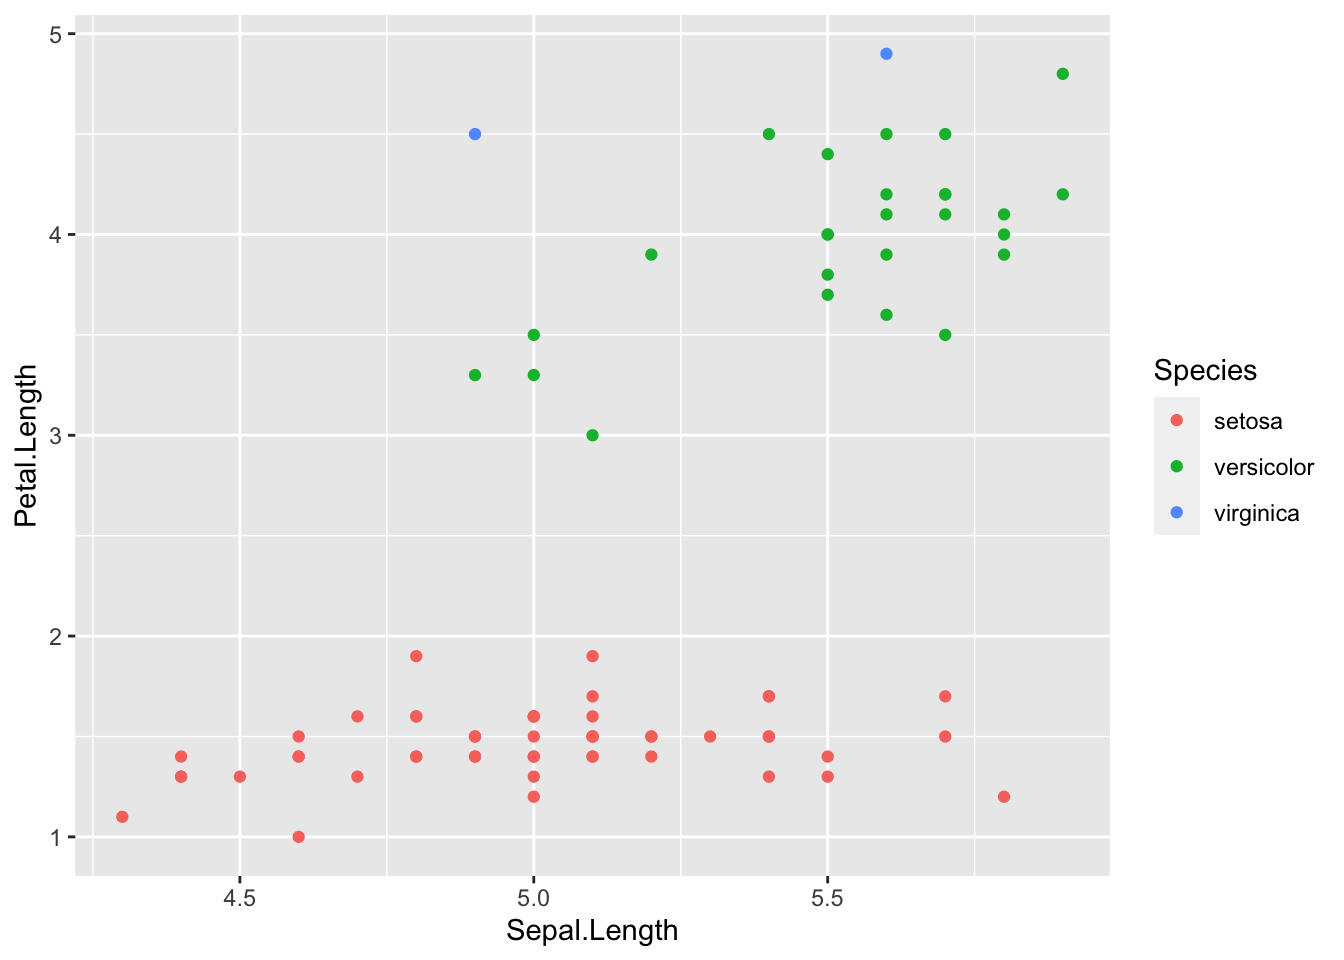 5
4
3
2
1
4.5
5.0
5.5
Sepal.Length
Petal.Length
Species
setosa
versicolor
virginica